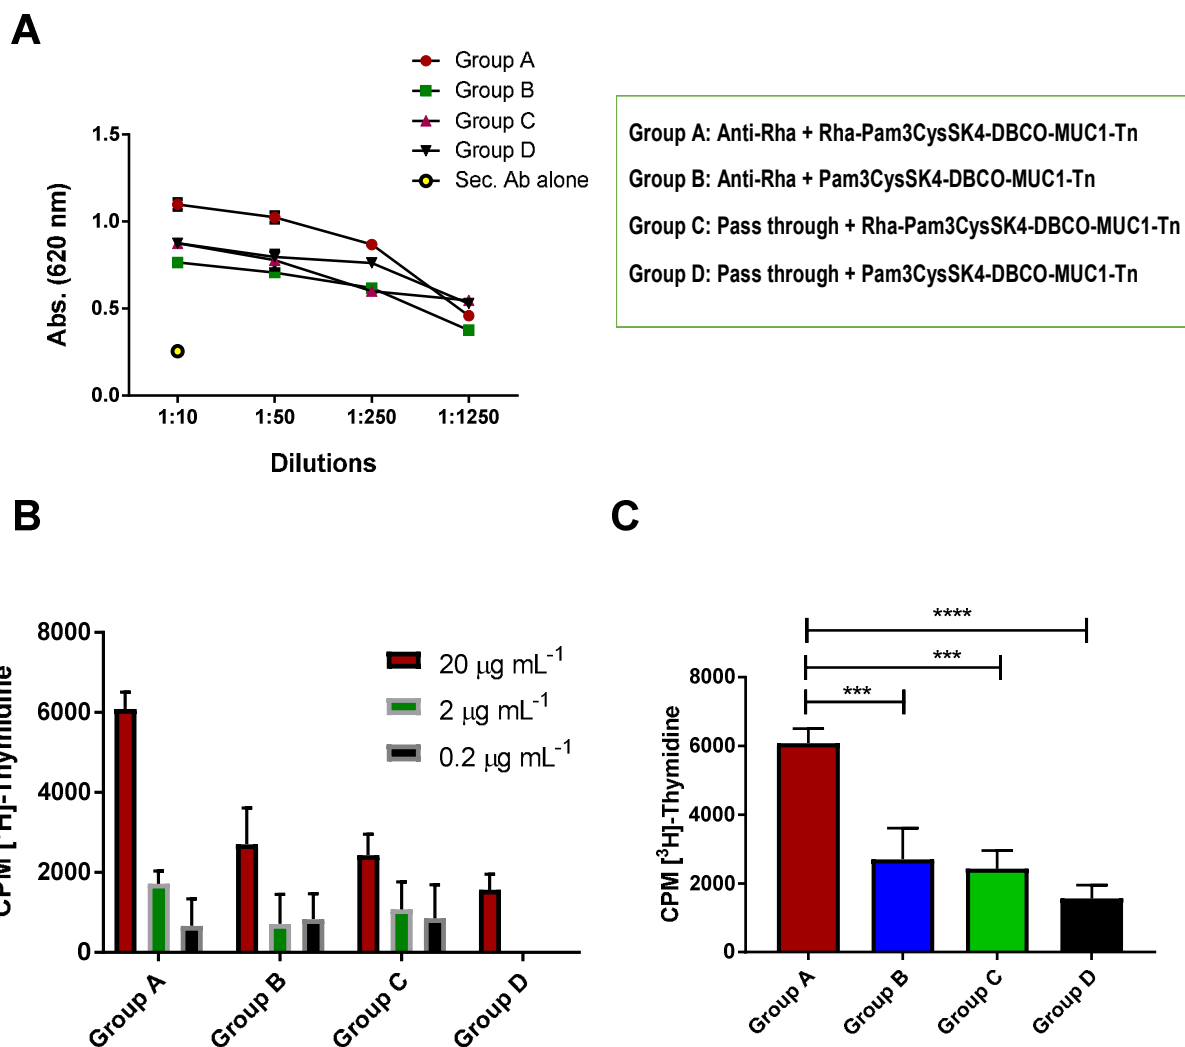 A
Group A
Group B
Group C
Group D
Sec. Ab alone
1.5
1.0
0.5
0.0
Abs. (620 nm)
1:10 1:50 1:250 1:1250
Dilutions
Group A: Anti-Rha + Rha-Pam3CysSK4-DBCO-MUC1-Tn
Group B: Anti-Rha + Pam3CysSK4-DBCO-MUC1-Tn
Group C: Pass through + Rha-Pam3CysSK4-DBCO-MUC1-Tn
Group D: Pass through + Pam3CysSK4-DBCO-MUC1-Tn
B
8000
6000
4000
2000
0
CPM [³H]-Thymidine
20 µg mL⁻¹
2 µg mL⁻¹
0.2 µg mL⁻¹
Group A Group B Group C Group D
C
****
***
***
8000
6000
4000
2000
0
CPM [³H]-Thymidine
Group A Group B Group C Group D